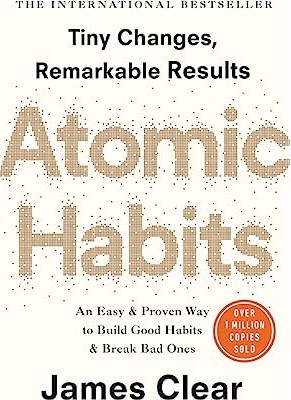 THE INTERNATIONAL BESTSELLER
Tiny Changes,
Remarkable Results
Atomic
Habits
An Easy & Proven Way
to Build Good Habits
& Break Bad Ones
OVER
1 MILLION
COPIES
SOLD
James Clear